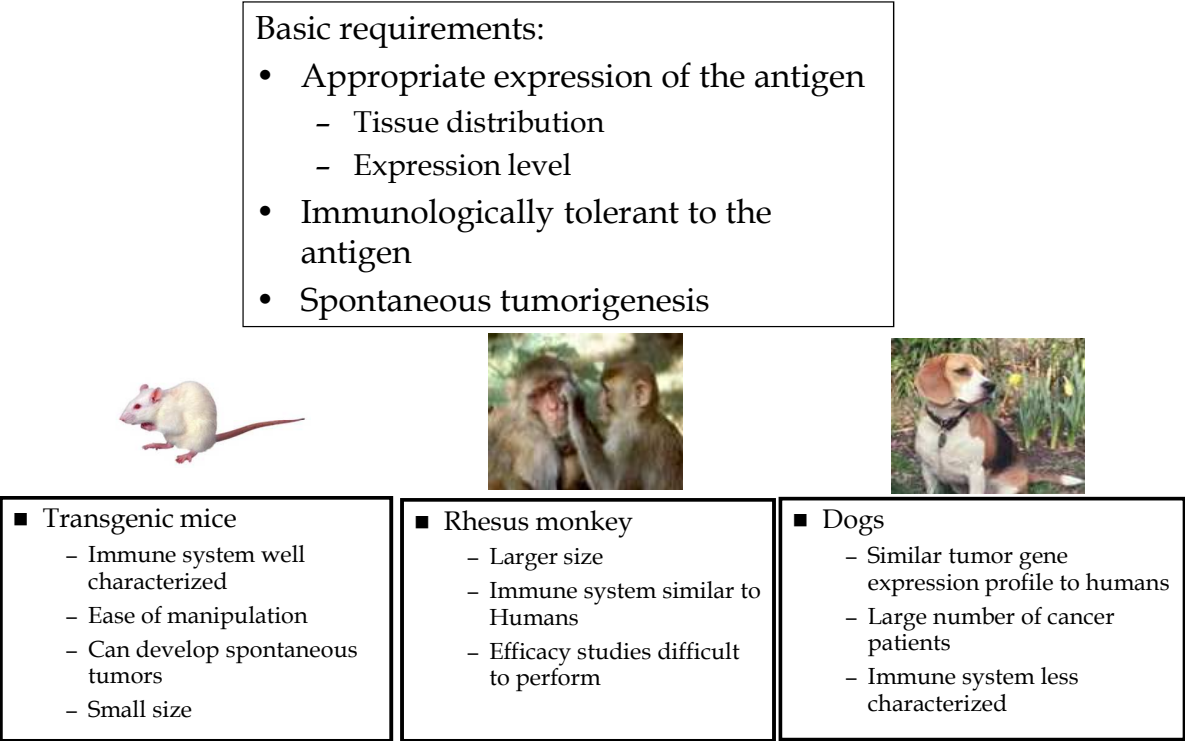 Basic requirements:
• Appropriate expression of the antigen
– Tissue distribution
– Expression level
• Immunologically tolerant to the
antigen
• Spontaneous tumorigenesis
■ Transgenic mice
– Immune system well
characterized
– Ease of manipulation
– Can develop spontaneous
tumors
– Small size
■ Rhesus monkey
– Larger size
– Immune system similar to
Humans
– Efficacy studies difficult
to perform
■ Dogs
– Similar tumor gene
expression profile to humans
– Large number of cancer
patients
– Immune system less
characterized